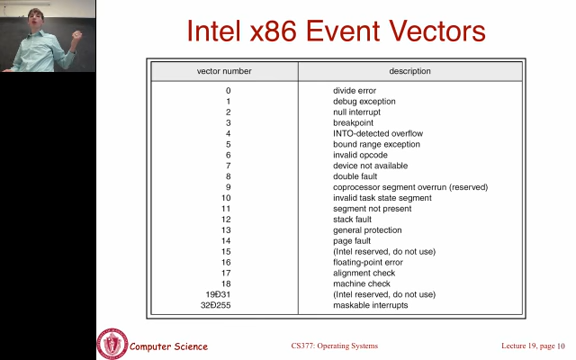 Intel x86 Event Vectors
vector number description
0 divide error
1 debug exception
2 null interrupt
3 breakpoint
4 INTO-detected overflow
5 bound range exception
6 invalid opcode
7 device not available
8 double fault
9 coprocessor segment overrun (reserved)
10 invalid task state segment
11 segment not present
12 stack fault
13 general protection
14 page fault
15 (Intel reserved, do not use)
16 floating-point error
17 alignment check
18 machine check
19Ð31 (Intel reserved, do not use)
32Ð255 maskable interrupts
Computer Science CS377: Operating Systems Lecture 19, page 10